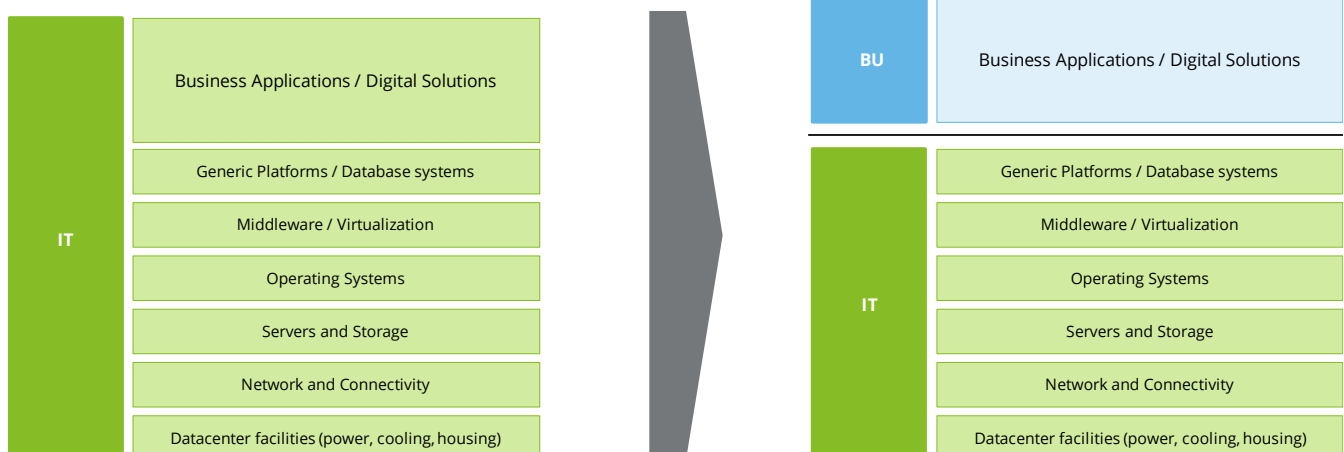 Business Applications / Digital Solutions
Generic Platforms / Database systems
Middleware / Virtualization
IT
Operating Systems
Servers and Storage
Network and Connectivity
Datacenter facilities (power, cooling, housing)
BU
Business Applications / Digital Solutions
Generic Platforms / Database systems
Middleware / Virtualization
Operating Systems
IT
Servers and Storage
Network and Connectivity
Datacenter facilities (power, cooling, housing)